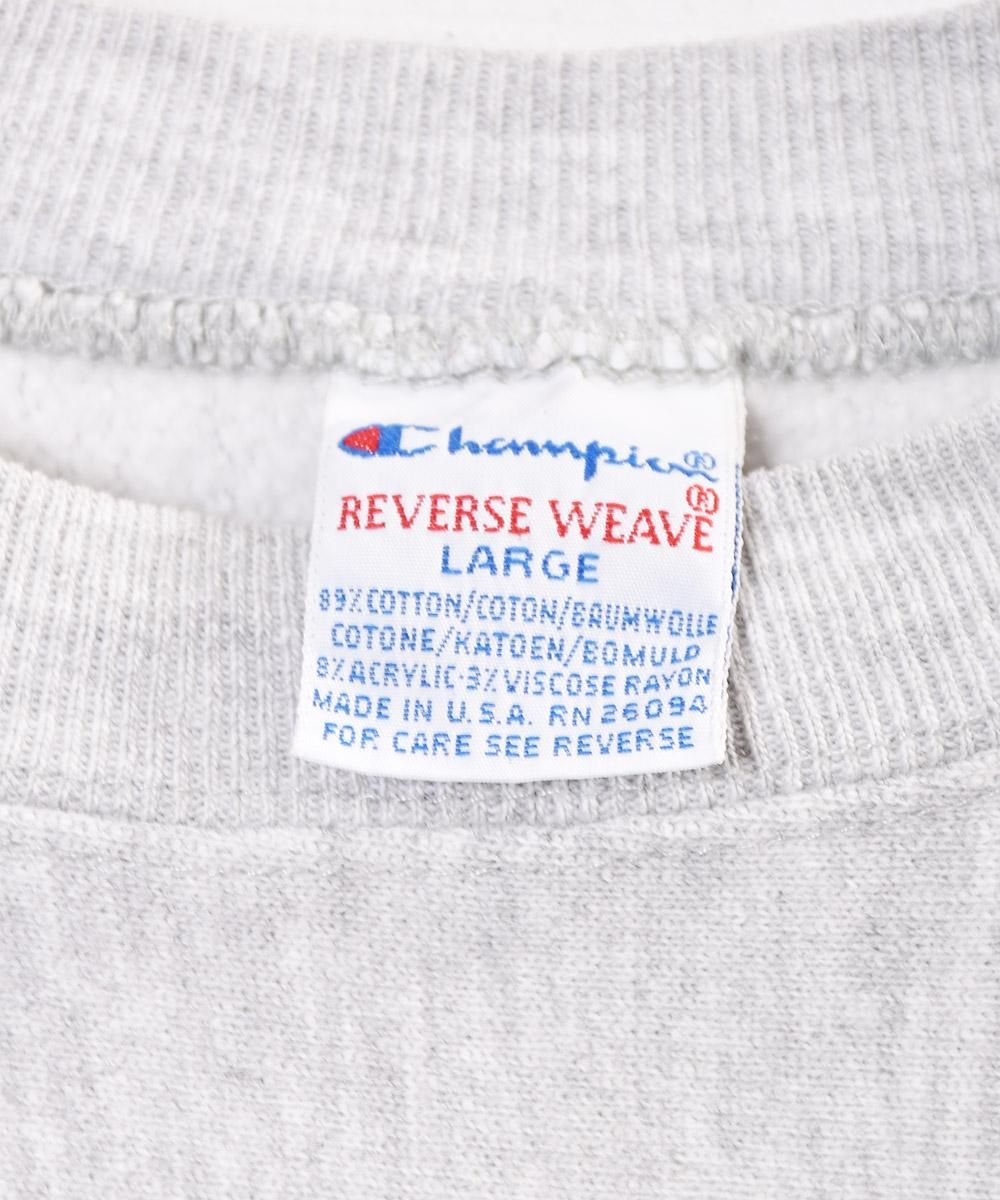 Champion®
REVERSE WEAVE®
LARGE
89% COTTON/COTON/BAUMWOLLE
COTONE/KATOEN/BOMULD
8% ACRYLIC·3% VISCOSE RAYON
MADE IN U.S.A. RN 26094
FOR CARE SEE REVERSE